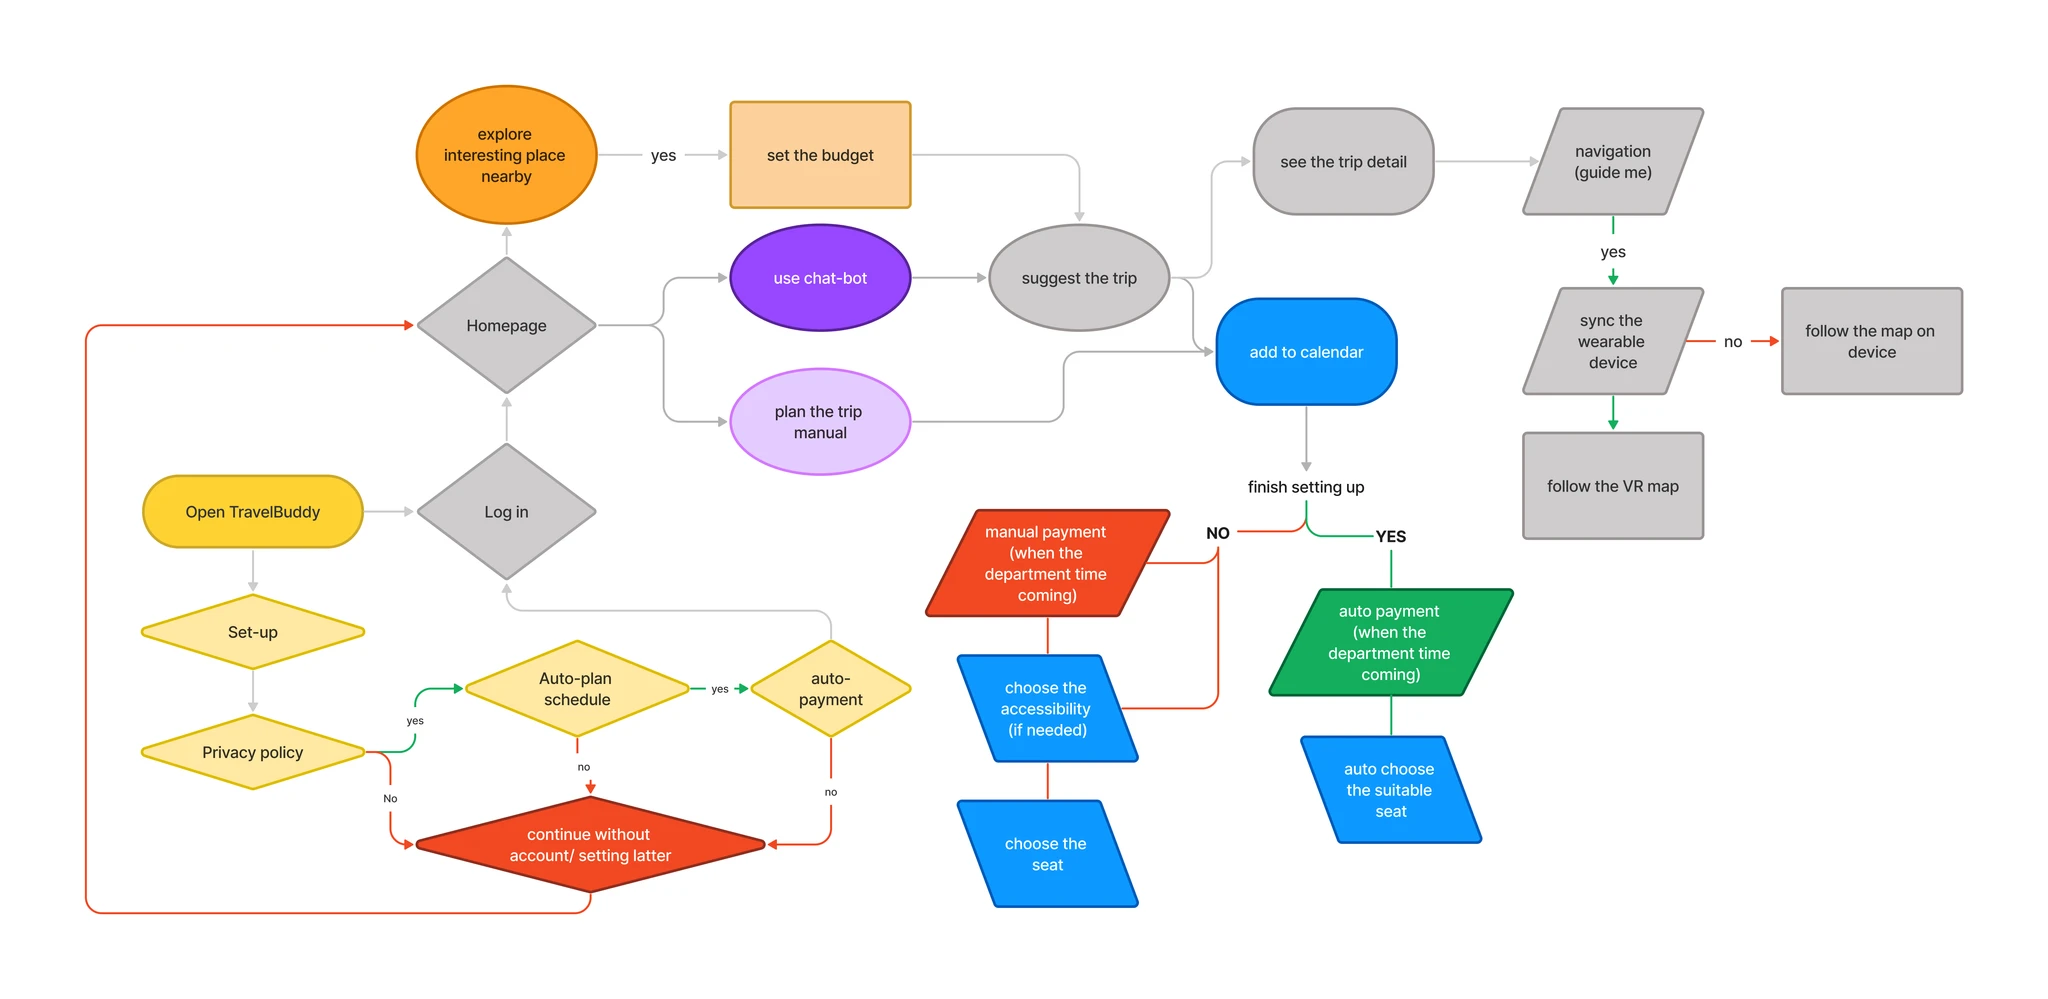 explore
interesting place
nearby
yes
set the budget
see the trip detail
navigation
(guide me)
yes
use chat-bot
suggest the trip
Homepage
add to calendar
sync the
wearable
device
no
follow the map on
device
plan the trip
manual
Open TravelBuddy
Log in
finish setting up
follow the VR map
NO
YES
manual payment
(when the
department time
coming)
auto payment
(when the
department time
coming)
Set-up
Auto-plan
schedule
yes
auto-
payment
choose the
accessibility
(if needed)
yes
Privacy policy
no
No
no
auto choose
the suitable
seat
continue without
account/ setting latter
choose the
seat